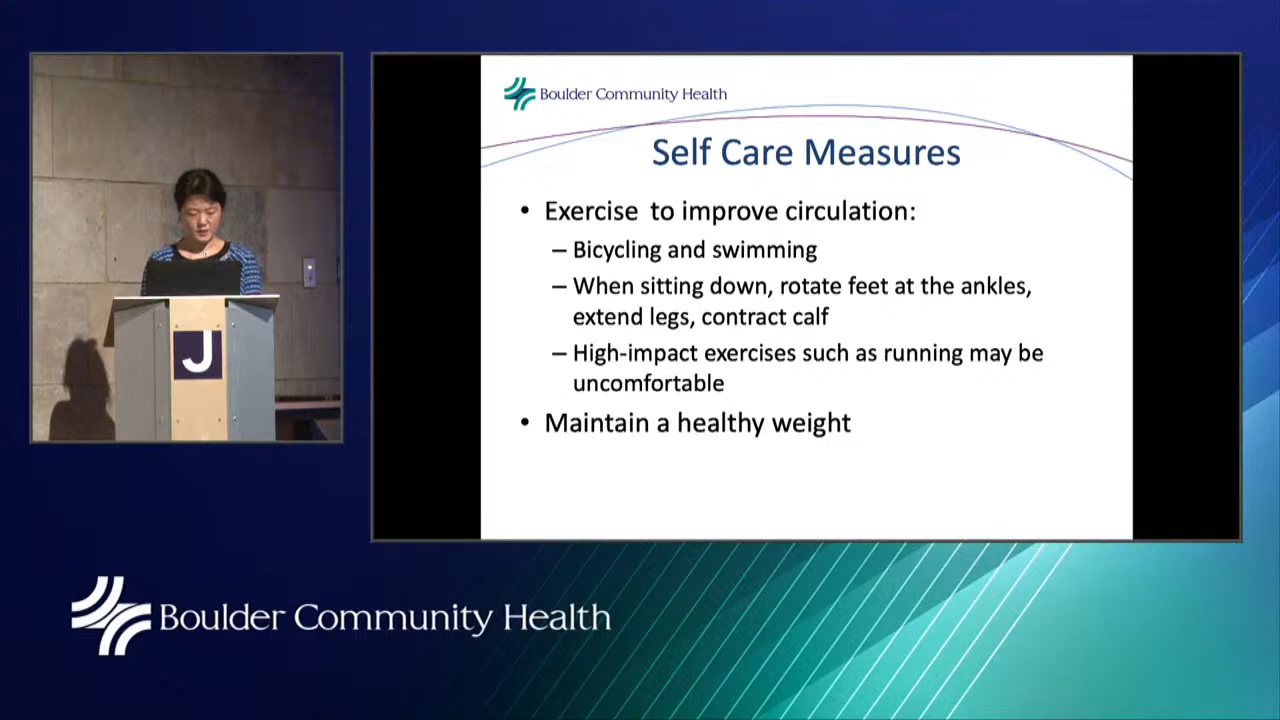 Boulder Community Health
Self Care Measures
• Exercise to improve circulation:
– Bicycling and swimming
– When sitting down, rotate feet at the ankles,
extend legs, contract calf
– High-impact exercises such as running may be
uncomfortable
• Maintain a healthy weight
J
Boulder Community Health